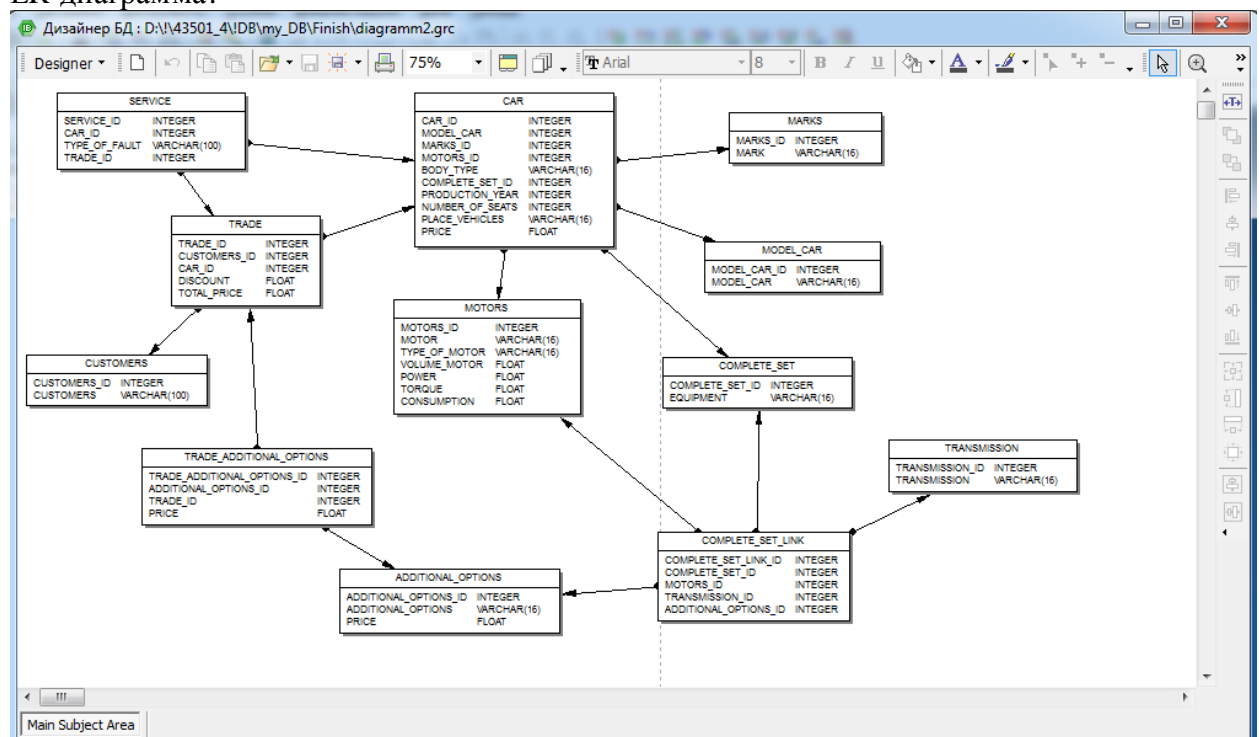 ER-диаграмма:
Дизайнер БД : D:\!\43501_4\!DB\my_DB\Finish\diagramm2.grc
Designer 75% Arial 8 B I U A
SERVICE
SERVICE_ID INTEGER
CAR_ID INTEGER
TYPE_OF_FAULT VARCHAR(100)
TRADE_ID INTEGER
CAR
CAR_ID INTEGER
MODEL_CAR INTEGER
MARKS_ID INTEGER
MOTORS_ID INTEGER
BODY_TYPE VARCHAR(16)
COMPLETE_SET_ID INTEGER
PRODUCTION_YEAR INTEGER
NUMBER_OF_SEATS INTEGER
PLACE_VEHICLES VARCHAR(16)
PRICE FLOAT
MARKS
MARKS_ID INTEGER
MARK VARCHAR(16)
TRADE
TRADE_ID INTEGER
CUSTOMERS_ID INTEGER
CAR_ID INTEGER
DISCOUNT FLOAT
TOTAL_PRICE FLOAT
MODEL_CAR
MODEL_CAR_ID INTEGER
MODEL_CAR VARCHAR(16)
MOTORS
MOTORS_ID INTEGER
MOTOR VARCHAR(16)
TYPE_OF_MOTOR VARCHAR(16)
VOLUME_MOTOR FLOAT
POWER FLOAT
TORQUE FLOAT
CONSUMPTION FLOAT
CUSTOMERS
CUSTOMERS_ID INTEGER
CUSTOMERS VARCHAR(100)
COMPLETE_SET
COMPLETE_SET_ID INTEGER
EQUIPMENT VARCHAR(16)
TRANSMISSION
TRANSMISSION_ID INTEGER
TRANSMISSION VARCHAR(16)
TRADE_ADDITIONAL_OPTIONS
TRADE_ADDITIONAL_OPTIONS_ID INTEGER
ADDITIONAL_OPTIONS_ID INTEGER
TRADE_ID INTEGER
PRICE FLOAT
COMPLETE_SET_LINK
COMPLETE_SET_LINK_ID INTEGER
COMPLETE_SET_ID INTEGER
MOTORS_ID INTEGER
TRANSMISSION_ID INTEGER
ADDITIONAL_OPTIONS_ID INTEGER
ADDITIONAL_OPTIONS
ADDITIONAL_OPTIONS_ID INTEGER
ADDITIONAL_OPTIONS VARCHAR(16)
PRICE FLOAT
Main Subject Area